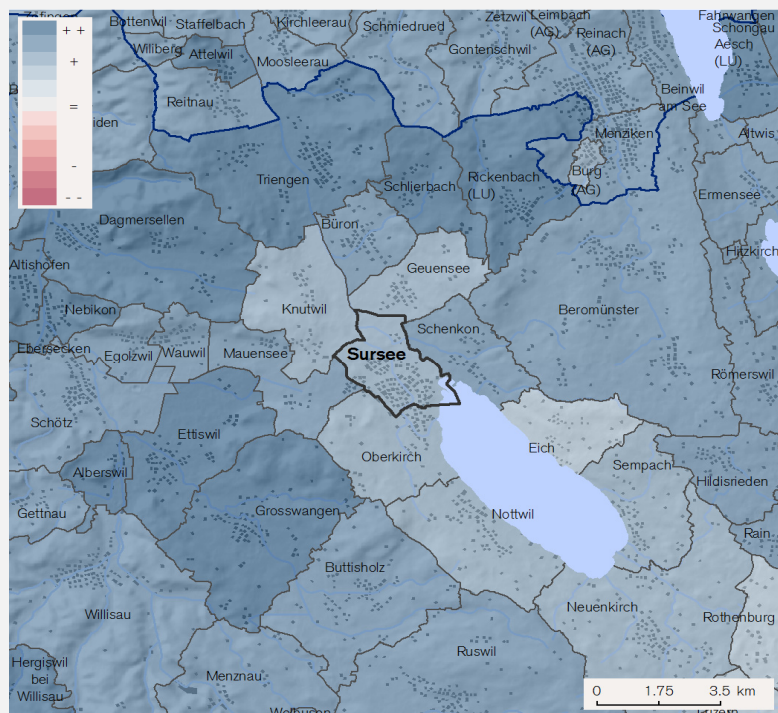 Bottenwil
Staffelbach
Kirchleerau
Schmiedrued
Zetzwil
Leimbach
(AG)
Reinach
(AG)
Fahrwangen
Schongau
Aesch
(LU)
+ +
+
=
-
- -
Wiliberg
Attelwil
Moosleerau
Gontenschwil
Reitnau
Beinwil
am See
Menziken
Altwis
Triengen
Schlierbach
Rickenbach
(LU)
Burg
(AG)
Ermensee
Dagmersellen
Büron
Geuensee
Hitzkirch
Altishofen
Nebikon
Knutwil
Schenkon
Beromünster
Ebersecken
Egolzwil
Wauwil
Mauensee
Sursee
Römerswil
Schötz
Ettiswil
Oberkirch
Eich
Sempach
Alberswil
Hildisrieden
Gettnau
Grosswangen
Nottwil
Rain
Buttisholz
Willisau
Neuenkirch
Rothenburg
Hergiswil
bei
Willisau
Menznau
Ruswil
0 1.75 3.5 km